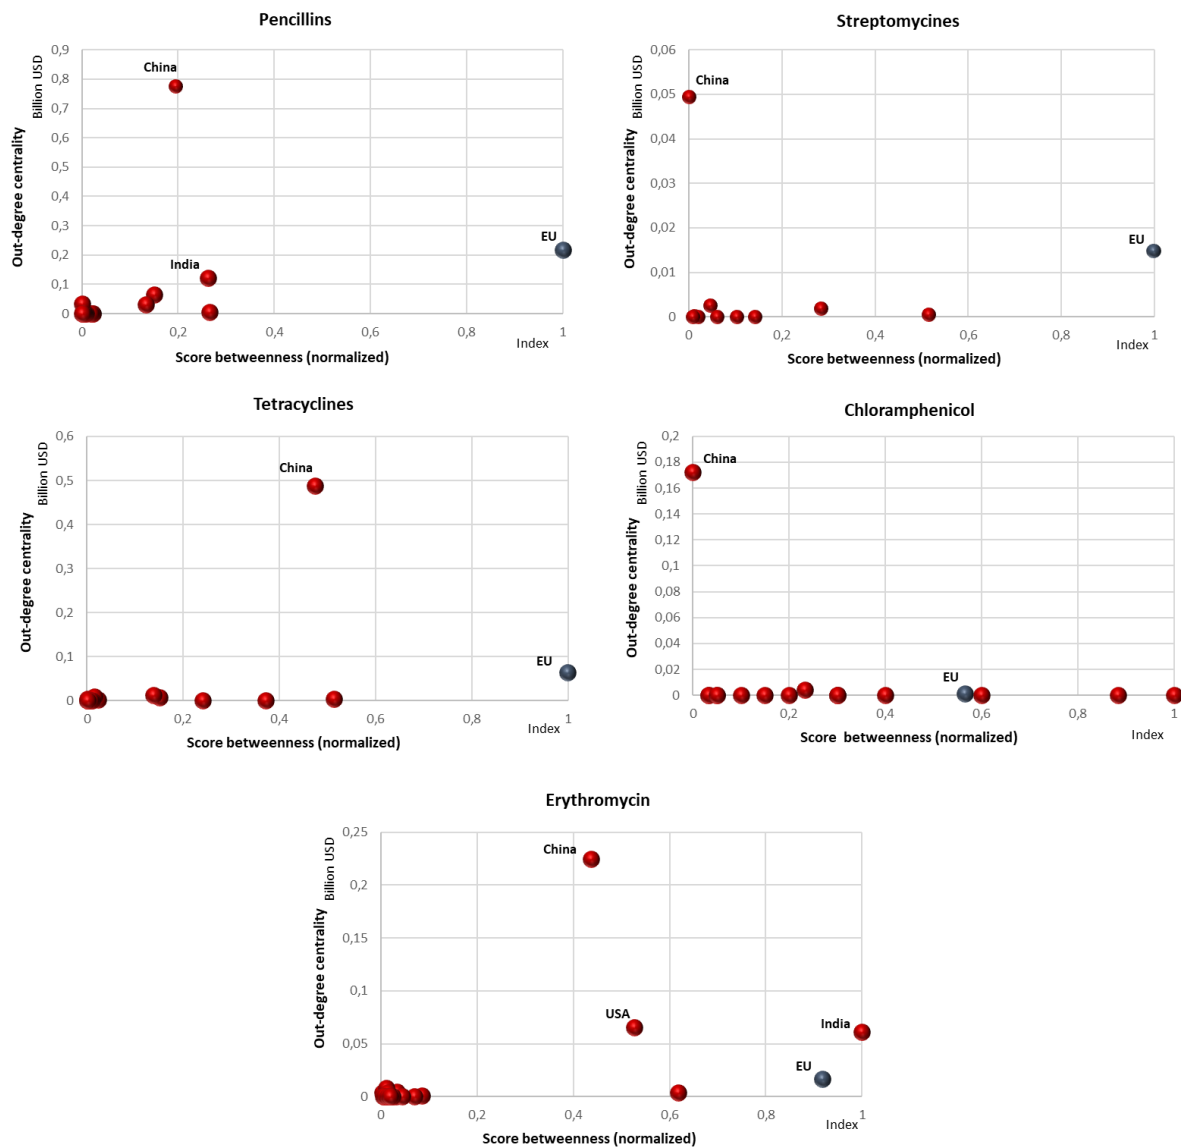 Pencillins
Billion USD
Out-degree centrality
0,9
0,8
0,7
0,6
0,5
0,4
0,3
0,2
0,1
0
China
India
EU
0
0,2
0,4
0,6
0,8
1
Index
Score betweenness (normalized)
Streptomycines
Billion USD
Out-degree centrality
0,06
0,05
0,04
0,03
0,02
0,01
0
China
EU
0
0,2
0,4
0,6
0,8
1
Index
Score betweenness (normalized)
Tetracyclines
Billion USD
Out-degree centrality
0,6
0,5
0,4
0,3
0,2
0,1
0
China
EU
0
0,2
0,4
0,6
0,8
1
Index
Score betweenness (normalized)
Chloramphenicol
Billion USD
Out-degree centrality
0,2
0,18
0,16
0,14
0,12
0,1
0,08
0,06
0,04
0,02
0
China
EU
0
0,2
0,4
0,6
0,8
1
Index
Score betweenness (normalized)
Erythromycin
Billion USD
Out-degree centrality
0,25
0,2
0,15
0,1
0,05
0
China
USA
India
EU
0
0,2
0,4
0,6
0,8
1
Index
Score betweenness (normalized)